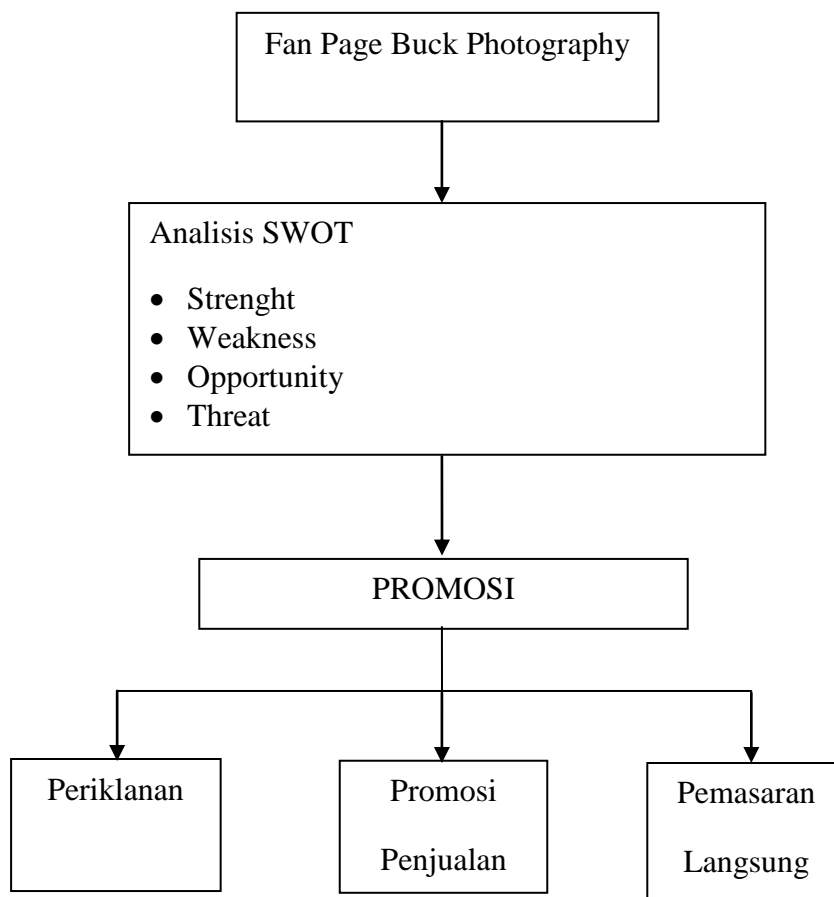 Fan Page Buck Photography
Analisis SWOT
• Strenght
• Weakness
• Opportunity
• Threat
PROMOSI
Periklanan
Promosi
Penjualan
Pemasaran
Langsung